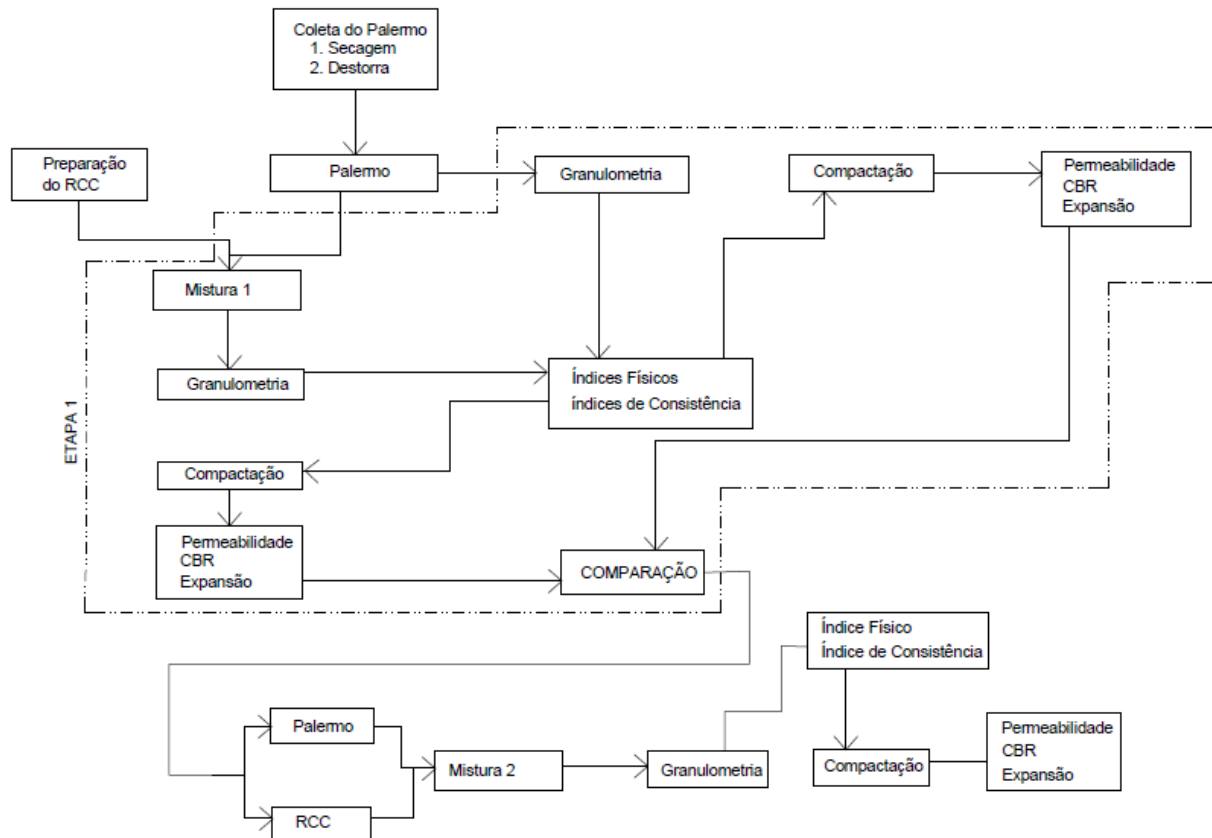 Coleta do Palermo
1. Secagem
2. Destorra
Preparação
do RCC
Palermo
Granulometria
Compactação
Permeabilidade
CBR
Expansão
Mistura 1
Granulometria
Índices Físicos
índices de Consistência
ETAPA 1
Compactação
Permeabilidade
CBR
Expansão
COMPARAÇÃO
Índice Físico
Índice de Consistência
Palermo
RCC
Mistura 2
Granulometria
Compactação
Permeabilidade
CBR
Expansão